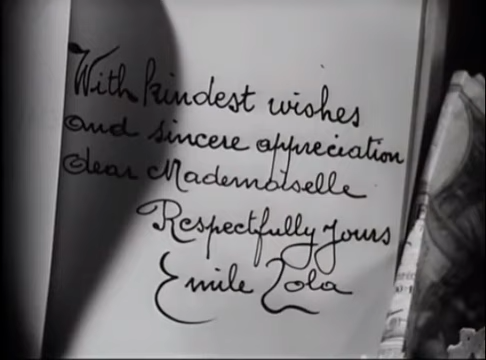 With kindest wishes
and sincere appreciation
dear Mademoiselle
Respectfully Yours
Emile Zola